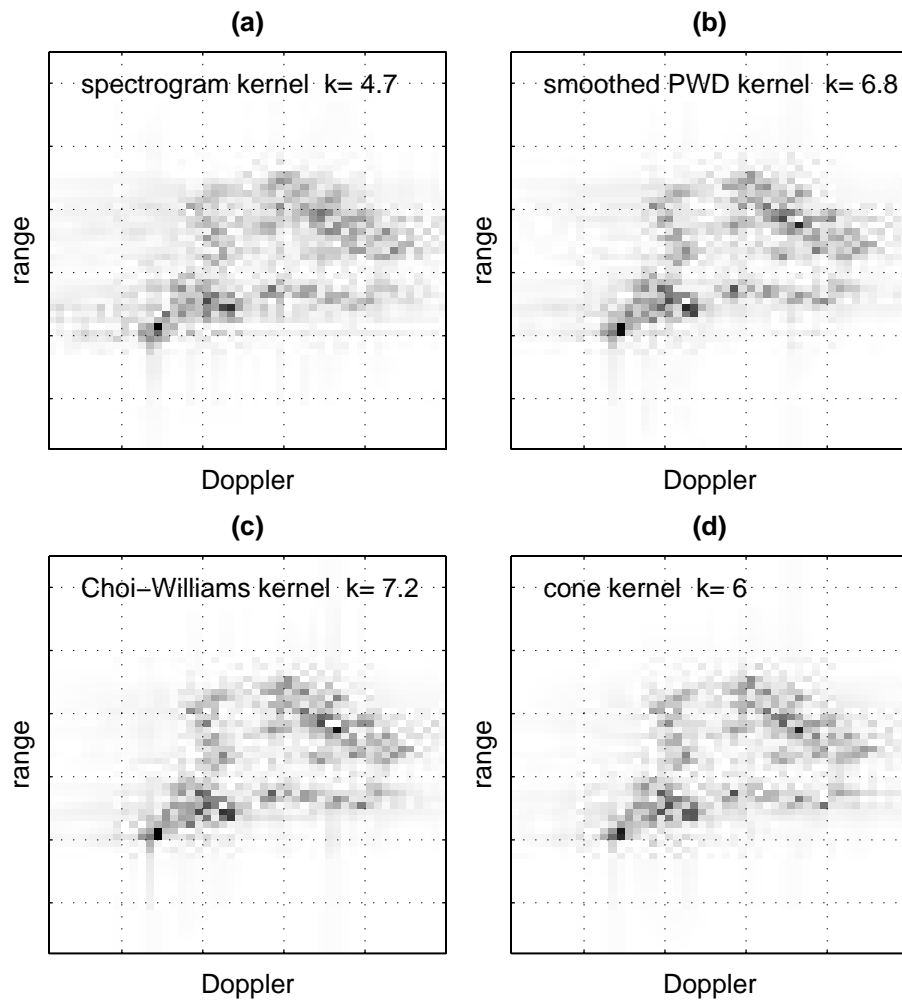 (a)
spectrogram kernel k= 4.7
range
Doppler
(b)
smoothed PWD kernel k= 6.8
range
Doppler
(c)
Choi−Williams kernel k= 7.2
range
Doppler
(d)
cone kernel k= 6
range
Doppler